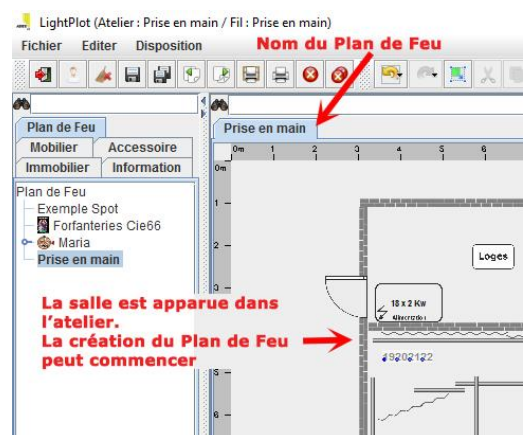 LightPlot (Atelier : Prise en main / Fil : Prise en main)
Fichier Editer Disposition
Nom du Plan de Feu
Plan de Feu
Mobilier Accessoire
Immobilier Information
Prise en main
0m 1 2 3 4 5 6
0m
Plan de Feu
1
Exemple Spot
Forfanteries Cie66
Maria
2
Loges
Prise en main
3
La salle est apparue dans
l'atelier.
18 x 2 Kw
La création du Plan de Feu
peut commencer
19202122
5
6